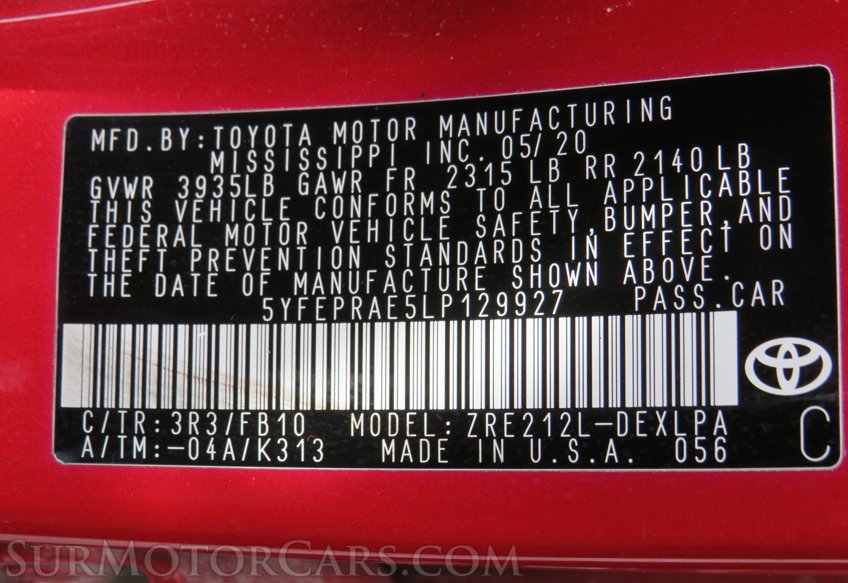 MFD.BY:TOYOTA MOTOR MANUFACTURING
MISSISSIPPI INC. 05/20
GVWR 3935LB GAWR FR 2315 LB RR 2140 LB
THIS VEHICLE CONFORMS TO ALL APPLICABLE
FEDERAL MOTOR VEHICLE SAFETY,BUMPER,AND
THEFT PREVENTION STANDARDS IN EFFECT ON
THE DATE OF MANUFACTURE SHOWN ABOVE.
5YFEPRAE5LP129927 PASS.CAR
C/TR:3R3/FB10 MODEL:ZRE212L-DEXLPA
A/TM:-04A/K313 MADE IN U.S.A. 056
C
SurMotorCars.com